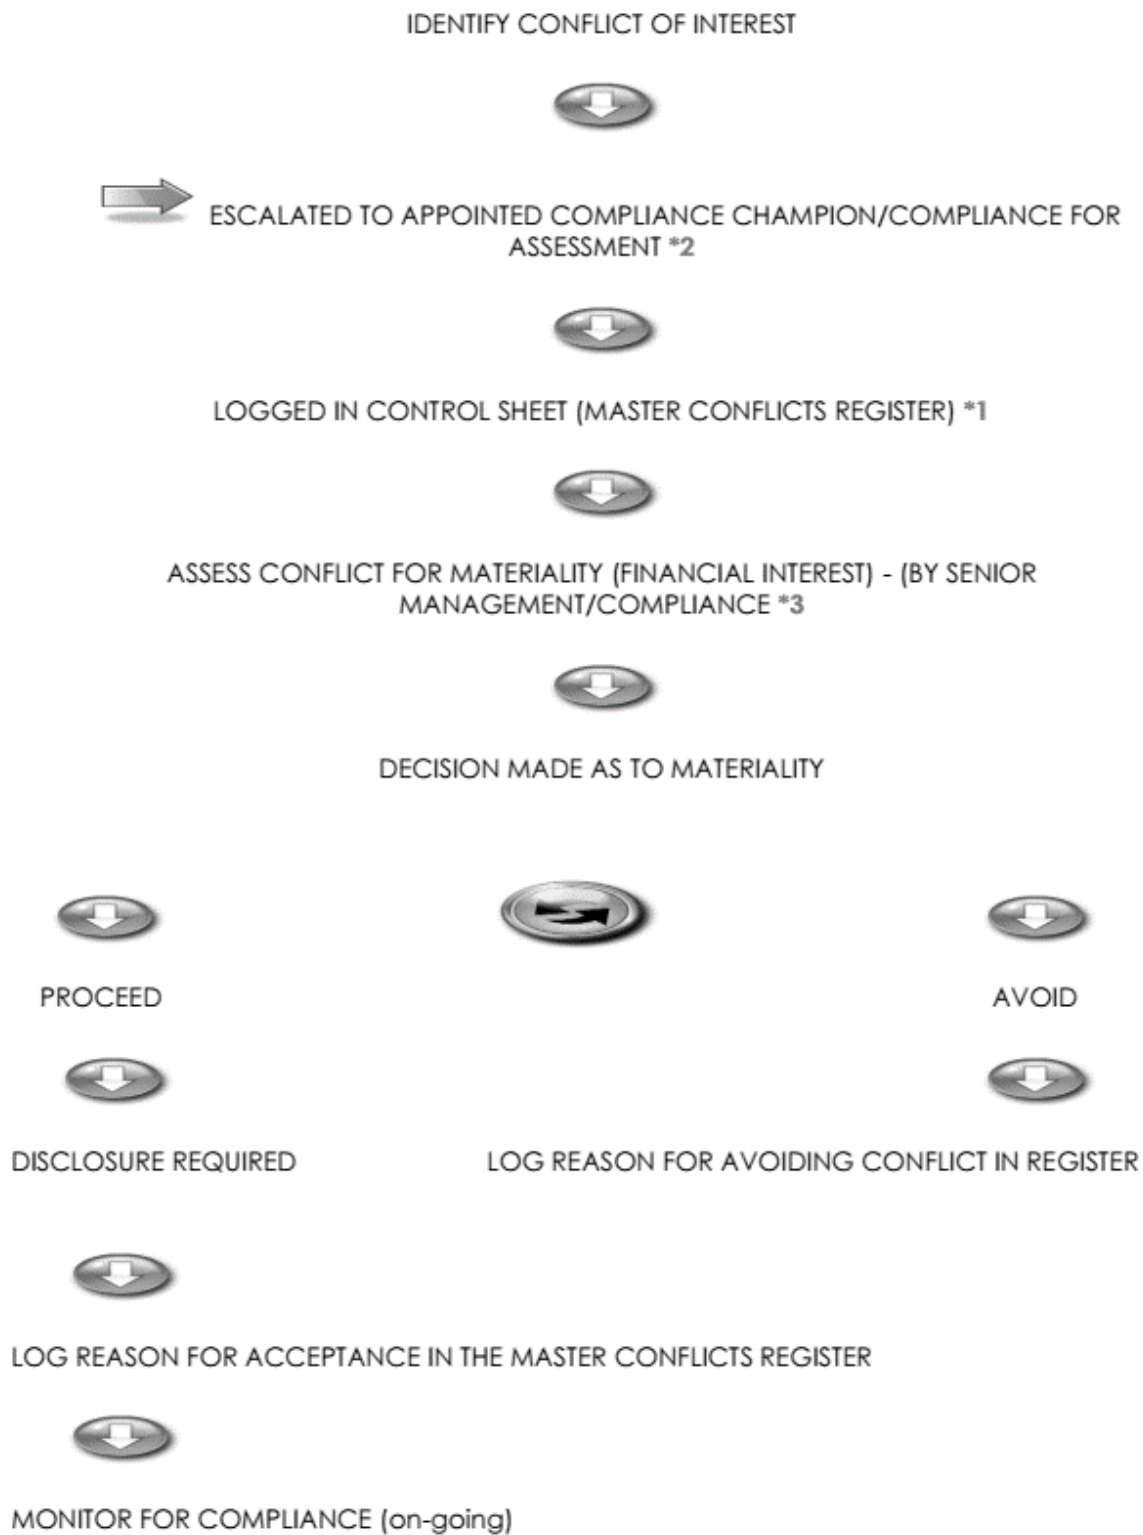 IDENTIFY CONFLICT OF INTEREST
ESCALATED TO APPOINTED COMPLIANCE CHAMPION/COMPLIANCE FOR
ASSESSMENT *2
LOGGED IN CONTROL SHEET (MASTER CONFLICTS REGISTER) *1
ASSESS CONFLICT FOR MATERIALITY (FINANCIAL INTEREST) - (BY SENIOR
MANAGEMENT/COMPLIANCE *3
DECISION MADE AS TO MATERIALITY
PROCEED
AVOID
DISCLOSURE REQUIRED
LOG REASON FOR AVOIDING CONFLICT IN REGISTER
LOG REASON FOR ACCEPTANCE IN THE MASTER CONFLICTS REGISTER
MONITOR FOR COMPLIANCE (on-going)